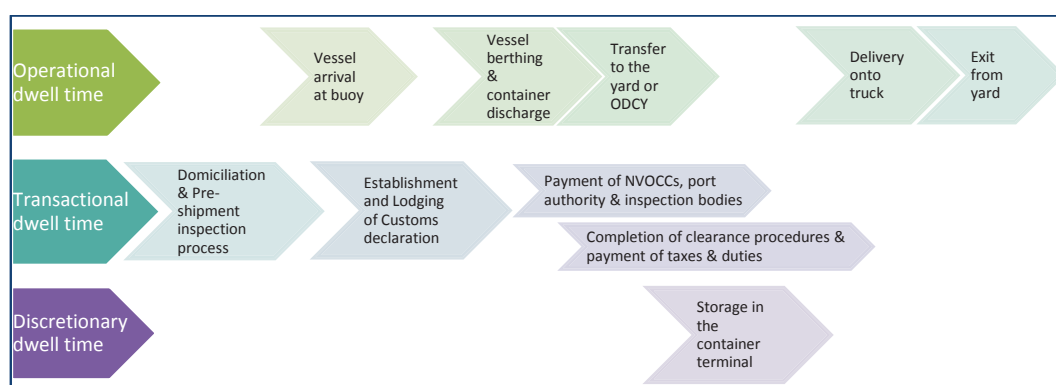 Operational
dwell time
Vessel
arrival
at buoy
Vessel
berthing
&
container
discharge
Transfer
to the
yard or
ODCY
Delivery
onto
truck
Exit
from
yard
Transactional
dwell time
Domiciliation
& Pre-
shipment
inspection
process
Establishment
and Lodging
of Customs
declaration
Payment of NVOCCs, port
authority & inspection bodies
Completion of clearance procedures &
payment of taxes & duties
Discretionary
dwell time
Storage in
the
container
terminal